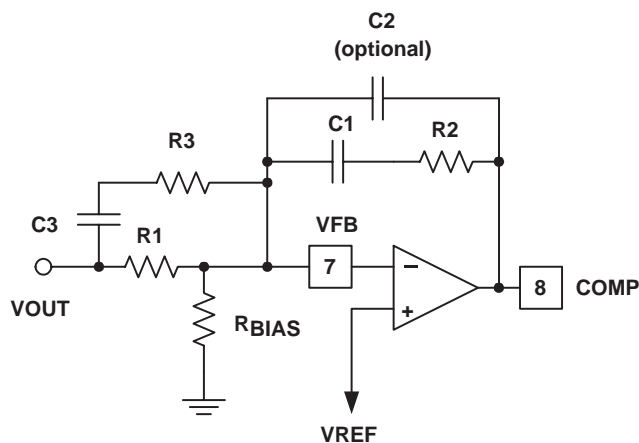 C2
(optional)
C1
R2
R3
C3
R1
VFB
7
VOUT
RBIAS
8
COMP
VREF